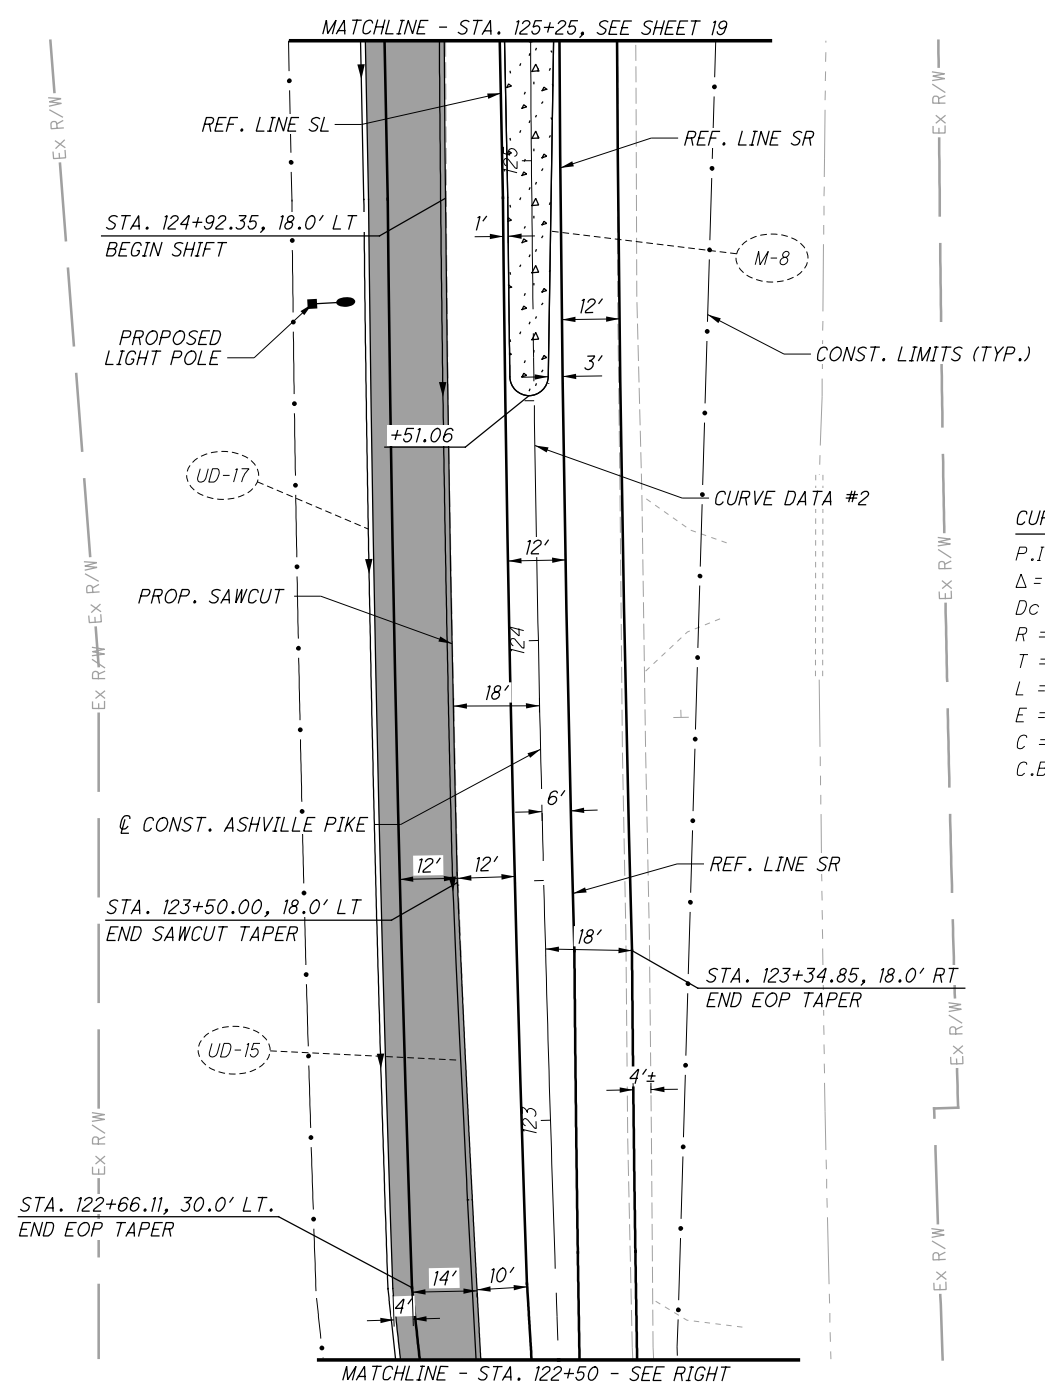 MATCHLINE - STA. 125+25, SEE SHEET 19
Ex R/W
Ex R/W
REF. LINE SL
REF. LINE SR
125
STA. 124+92.35, 18.0' LT
BEGIN SHIFT
1'
M-8
12'
PROPOSED
LIGHT POLE
CONST. LIMITS (TYP.)
3'
+51.06
UD-17
CURVE DATA #2
12'
Ex R/W
Ex R/W
PROP. SAWCUT
124
Ex R/W
18'
6'
℄ CONST. ASHVILLE PIKE
12'
12'
REF. LINE SR
STA. 123+50.00, 18.0' LT
END SAWCUT TAPER
18'
STA. 123+34.85, 18.0' RT
END EOP TAPER
UD-15
Ex R/W
4'±
123
Ex R/W
STA. 122+66.11, 30.0' LT.
END EOP TAPER
Ex R/W
14'
10'
4'
MATCHLINE - STA. 122+50 - SEE RIGHT
P.I
Δ =
Dc
R =
T =
L =
E =
C =